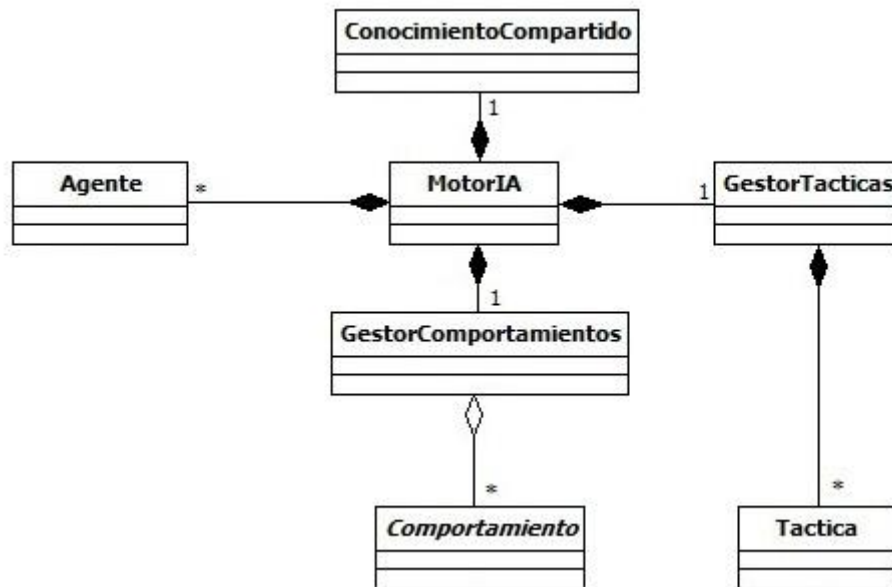 ConocimientoCompartido
1
Agente
*
MotorIA
1
GestorTacticas
1
GestorComportamientos
*
*
Comportamiento
Tactica